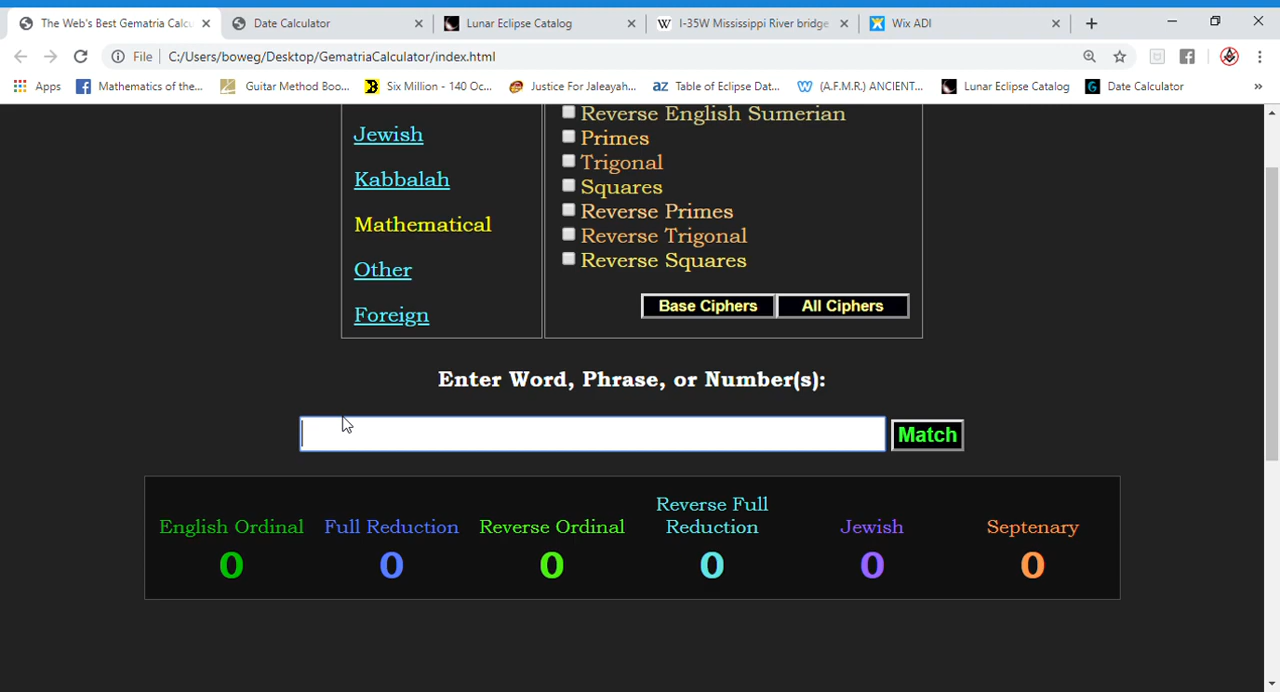 The Web's Best Gematria Calcu
Date Calculator
Lunar Eclipse Catalog
I-35W Mississippi River bridge
Wix ADI
File
C:/Users/boweg/Desktop/GematriaCalculator/index.html
Apps
Mathematics of the...
Guitar Method Boo...
Six Million - 140 Oc...
Justice For Jaleayah...
Table of Eclipse Dat...
(A.F.M.R.) ANCIENT...
Lunar Eclipse Catalog
Date Calculator
»
Reverse English Sumerian
Jewish
Primes
Trigonal
Kabbalah
Squares
Reverse Primes
Mathematical
Reverse Trigonal
Reverse Squares
Other
Base Ciphers
All Ciphers
Foreign
Enter Word, Phrase, or Number(s):
Match
English Ordinal
Full Reduction
Reverse Ordinal
Reverse Full
Reduction
Jewish
Septenary
0 0 0 0 0 0